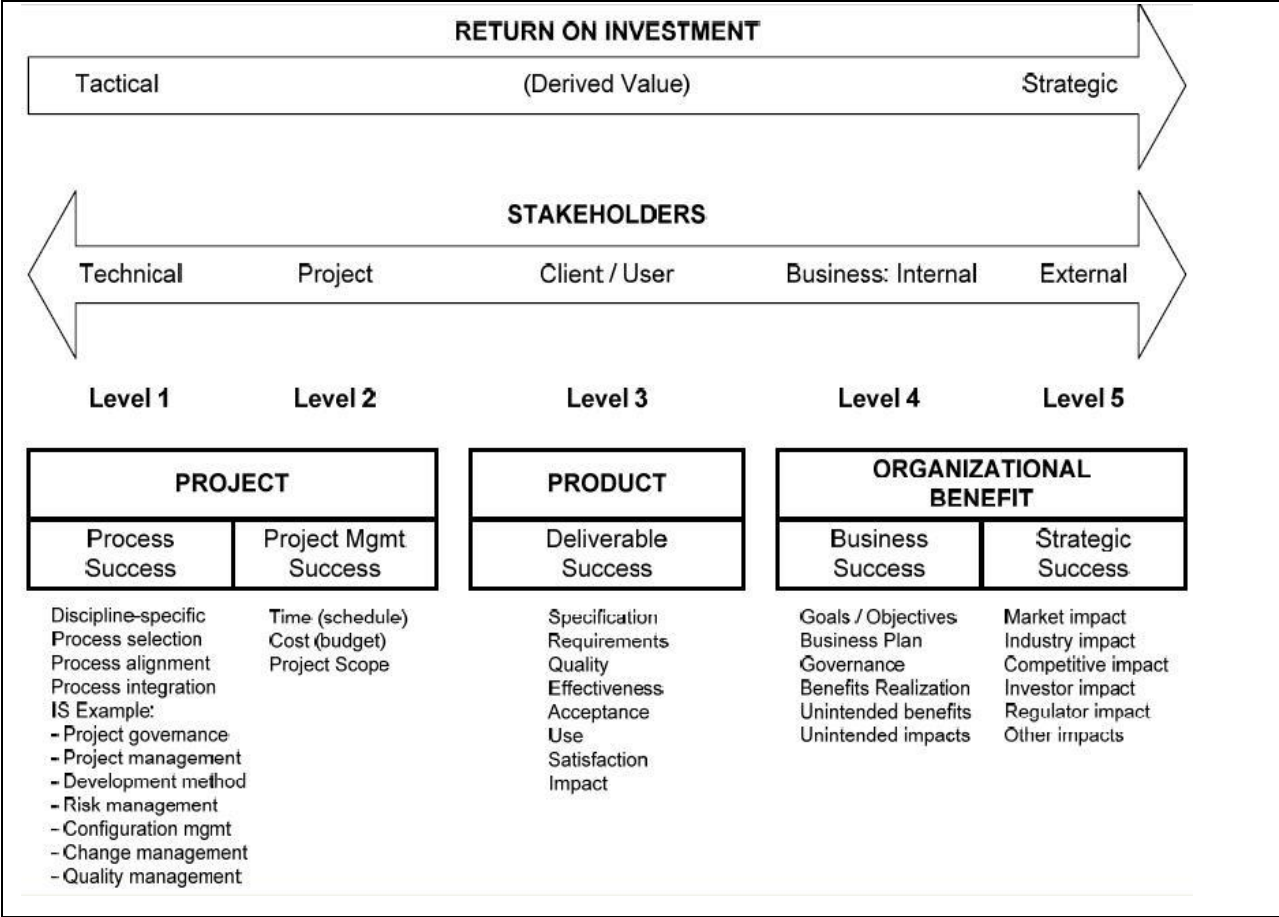 RETURN ON INVESTMENT
Tactical (Derived Value) Strategic
STAKEHOLDERS
Technical Project Client / User Business: Internal External
Level 1 Level 2 Level 3 Level 4 Level 5
PROJECT
Process
Success
Project Mgmt
Success
Discipline-specific
Process selection
Process alignment
Process integration
IS Example:
- Project governance
- Project management
- Development method
- Risk management
- Configuration mgmt
- Change management
- Quality management
Time (schedule)
Cost (budget)
Project Scope
PRODUCT
Deliverable
Success
Specification
Requirements
Quality
Effectiveness
Acceptance
Use
Satisfaction
Impact
ORGANIZATIONAL
BENEFIT
Business
Success
Strategic
Success
Goals / Objectives
Business Plan
Governance
Benefits Realization
Unintended benefits
Unintended impacts
Market impact
Industry impact
Competitive impact
Investor impact
Regulator impact
Other impacts